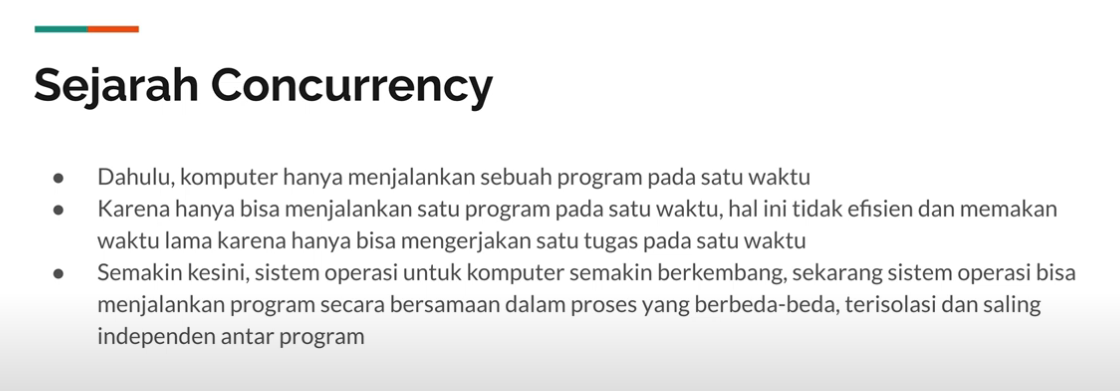 Sejarah Concurrency
● Dahulu, komputer hanya menjalankan sebuah program pada satu waktu
● Karena hanya bisa menjalankan satu program pada satu waktu, hal ini tidak efisien dan memakan
waktu lama karena hanya bisa mengerjakan satu tugas pada satu waktu
● Semakin kesini, sistem operasi untuk komputer semakin berkembang, sekarang sistem operasi bisa
menjalankan program secara bersamaan dalam proses yang berbeda-beda, terisolasi dan saling
independen antar program